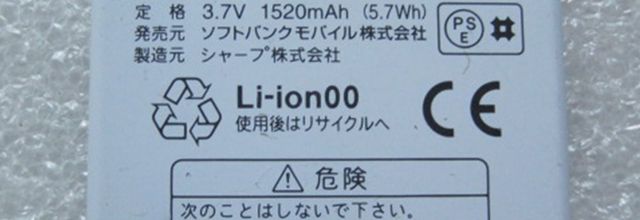 定 格 3.7V 1520mAh (5.7Wh)
発売元 ソフトバンクモバイル株式会社
製造元 シャープ株式会社
PS
E
Li-ion00
使用後はリサイクルへ
CE
危険
次のことはしないで下さい。